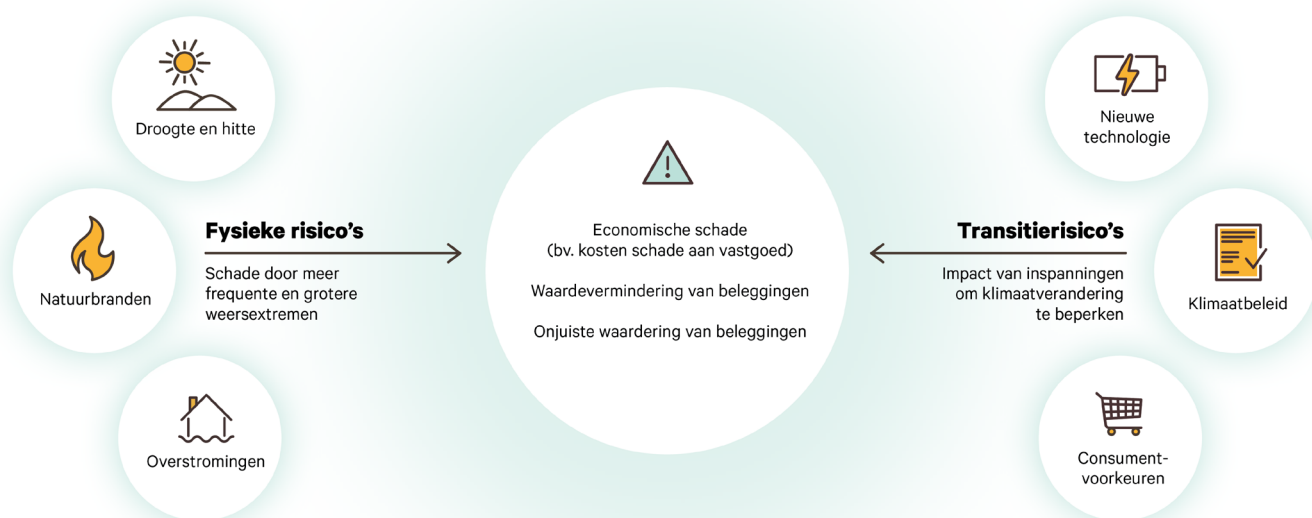 Droogte en hitte
Natuurbranden
Overstromingen
Fysieke risico’s
Schade door meer
frequente en grotere
weersextremen
Economische schade
(bv. kosten schade aan vastgoed)
Waardevermindering van beleggingen
Onjuiste waardering van beleggingen
Transitierisico’s
Impact van inspanningen
om klimaatverandering
te beperken
Nieuwe
technologie
Klimaatbeleid
Consument-
voorkeuren